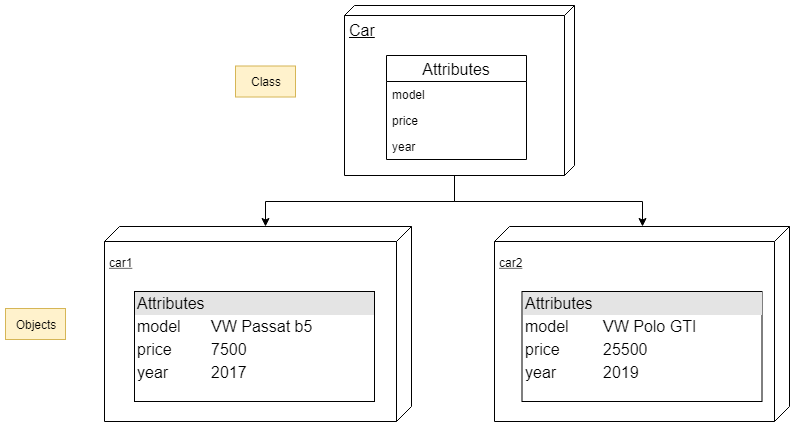 Car
Class
Attributes
model
price
year
car1
car2
Objects
Attributes
model VW Passat b5
price 7500
year 2017
Attributes
model VW Polo GTI
price 25500
year 2019